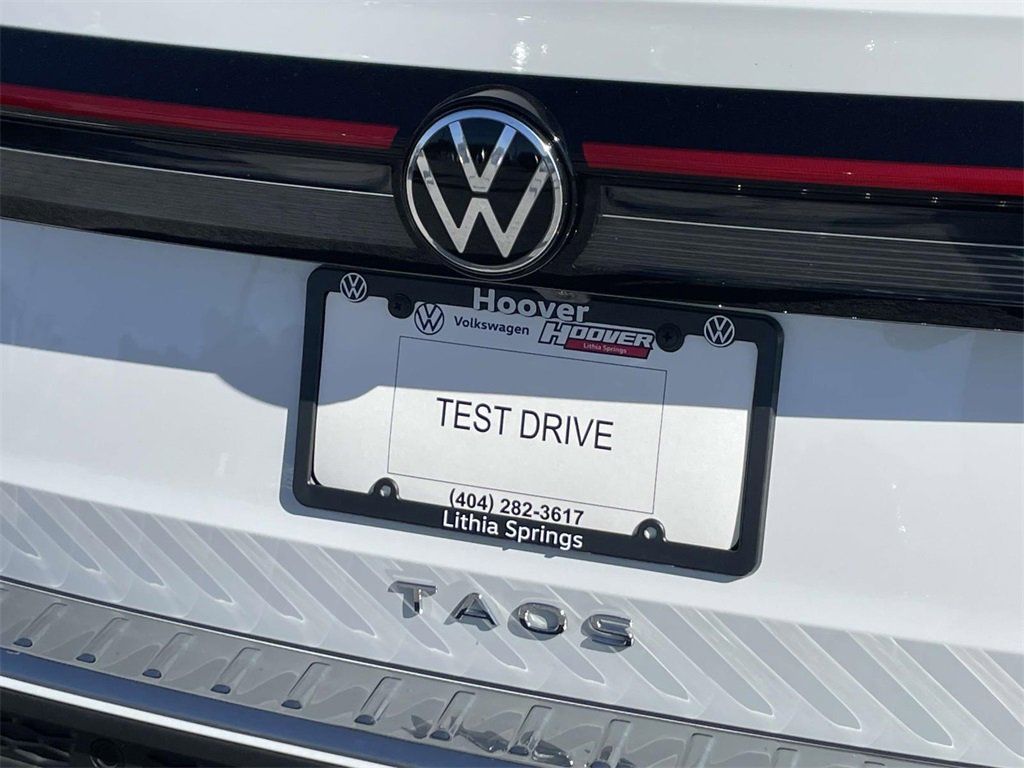 Hoover
Volkswagen HOOVER
Lithia Springs
TEST DRIVE
(404) 282-3617
Lithia Springs
TAOS